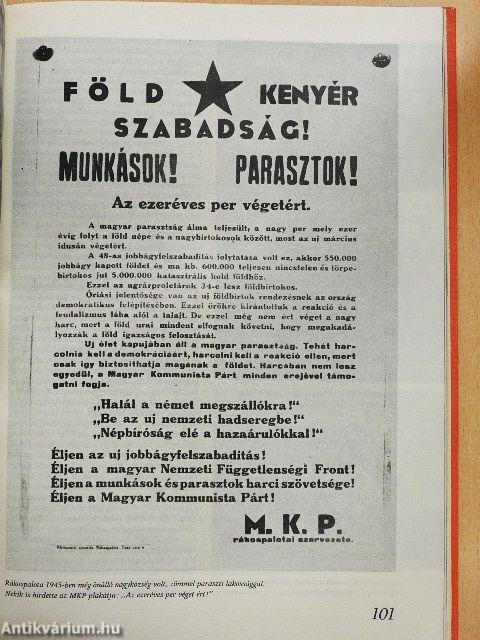 FÖLD ★ KENYÉR
SZABADSÁG!
MUNKÁSOK! PARASZTOK!
Az ezeréves per végetért.
A magyar parasztság álma teljesült, a nagy per mely ezer
évig folyt a föld népe és a nagybirtokosok között, most az uj március
idusán végetért.
A 48-as jobbágyfelszabadítás folytatása volt ez, akkor 550.000
jobbágy kapott földet és ma kb. 600.000 teljesen nincstelen és törpe-
birtokos jut 5.000.000 katasztrális hold földhöz.
Ezzel az agrárproletárok 34-e lesz földbirtokos.
Óriási jelentősége van az uj földbirtok rendezésnek az ország
demokratikus felépitésében. Ezzel örökre kirántottuk a reakció és a
feudalizmus lába alól a talajt. De ezzel még nem ért véget a nagy
harc, mert a föld urai mindent elfognak követni, hogy megakadá-
lyozzák a föld igazságos felosztását.
Uj élet kapujában áll a magyar parasztság. Tehát har-
colnia kell a demokráciáért, harcolni kell a reakció ellen, mert
csak igy biztosithatja magának a földet. Harcában nem lesz
egyedül, a Magyar Kommunista Párt minden erejével támo-
gatni fogja.
„Halál a német megszállókra!"
„Be az uj nemzeti hadseregbe!"
„Népbíróság elé a hazaárulókkal!"
Éljen az uj jobbágyfelszabaditás!
Éljen a magyar Nemzeti Függetlenségi Front!
Éljen a munkások és parasztok harci szövetsége!
Éljen a Magyar Kommunista Párt!
M. K. P.
rákospalotai szervezete.
Rákospalota 1945-ben még önálló nagyközség volt, zömmel paraszti lakossággal.
Nekik is hirdette az MKP plakátja: „Az ezeréves per véget ért!"
101
Antikvárium.hu